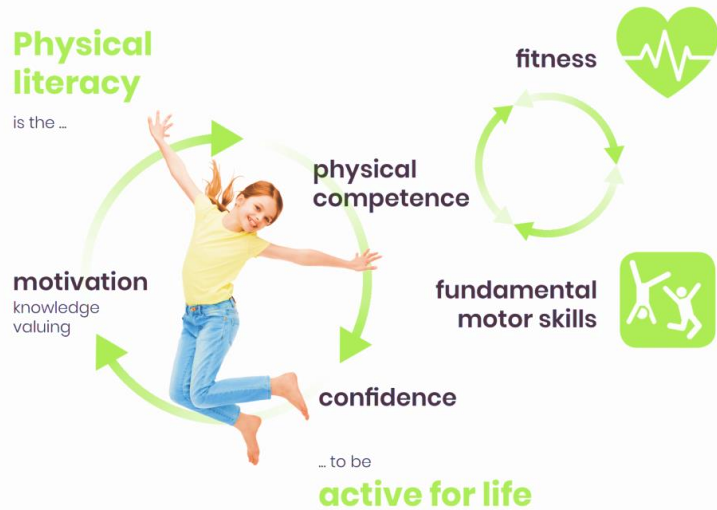 Physical
literacy
is the ...
motivation
knowledge
valuing
physical
competence
confidence
fitness
fundamental
motor skills
... to be
active for life